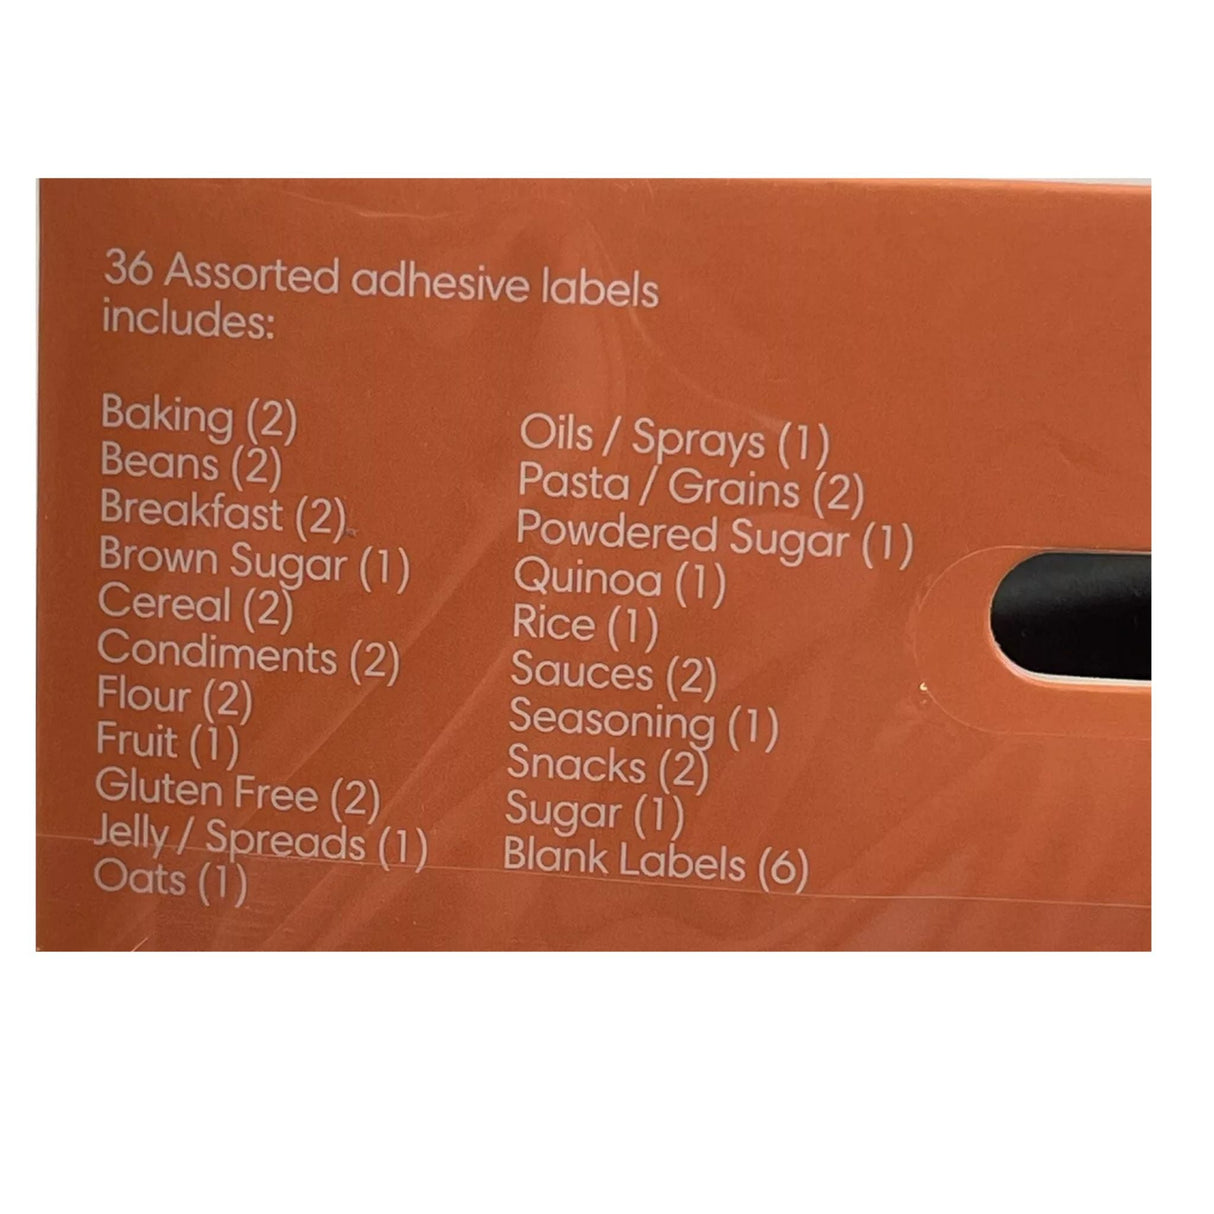 36 Assorted adhesive labels
includes:
Baking (2)
Beans (2)
Breakfast (2)
Brown Sugar (1)
Cereal (2)
Condiments (2)
Flour (2)
Fruit (1)
Gluten Free (2)
Jelly / Spreads (1)
Oats (1)
Oils / Sprays (1)
Pasta / Grains (2)
Powdered Sugar (1)
Quinoa (1)
Rice (1)
Sauces (2)
Seasoning (1)
Snacks (2)
Sugar (1)
Blank Labels (6)